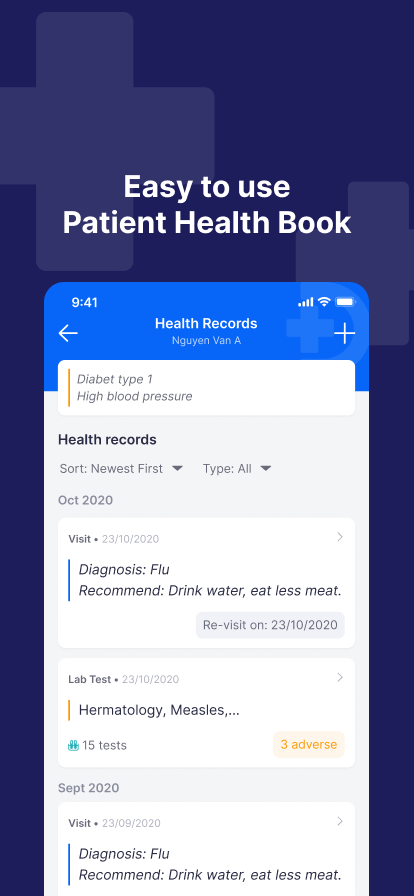 Easy to use
Patient Health Book
9:41
Health Records
Nguyen Van A
Diabet type 1
High blood pressure
Health records
Sort: Newest First
Type: All
Oct 2020
Visit • 23/10/2020
Diagnosis: Flu
Recommend: Drink water, eat less meat.
Re-visit on: 23/10/2020
Lab Test • 23/10/2020
Hermatology, Measles,...
15 tests
3 adverse
Sept 2020
Visit • 23/09/2020
Diagnosis: Flu
Recommend: Drink water, eat less meat.